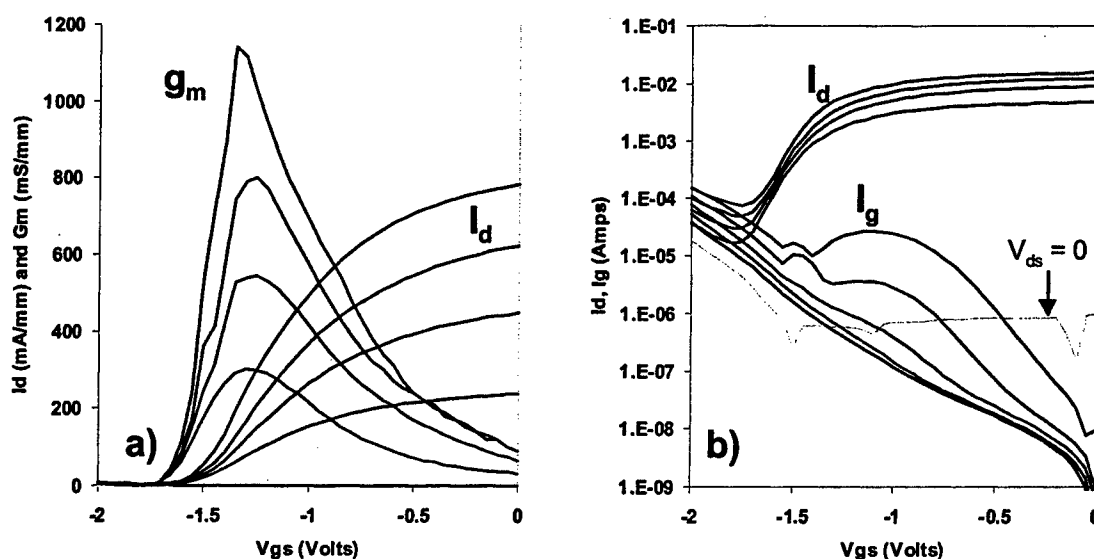 1200
1000
800
600
400
200
0
Id (mA/mm) and Gm (mS/mm)
gm
Id
a)
-2
-1.5
-1
-0.5
0
Vgs (Volts)
1.E-01
1.E-02
1.E-03
1.E-04
1.E-05
1.E-06
1.E-07
1.E-08
1.E-09
Id, Ig (Amps)
Id
Ig
Vds = 0
b)
-2
-1.5
-1
-0.5
0
Vgs (Volts)